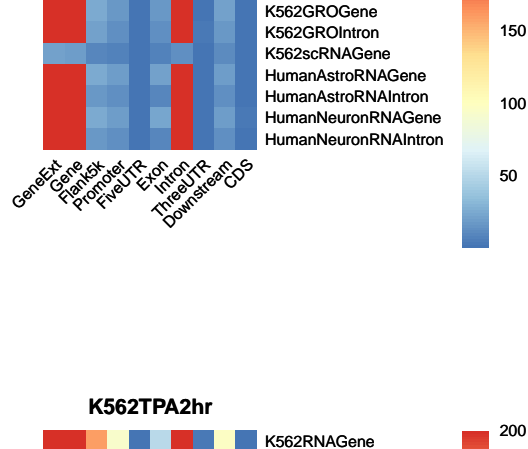 K562GROGene
K562GROIntron
K562scRNAGene
HumanAstroRNAGene
HumanAstroRNAIntron
HumanNeuronRNAGene
HumanNeuronRNAIntron
150
100
50
GeneExt
Gene
Flank5k
Promoter
FiveUTR
Exon
Intron
ThreeUTR
Downstream
CDS
K562TPA2hr
K562RNAGene
200